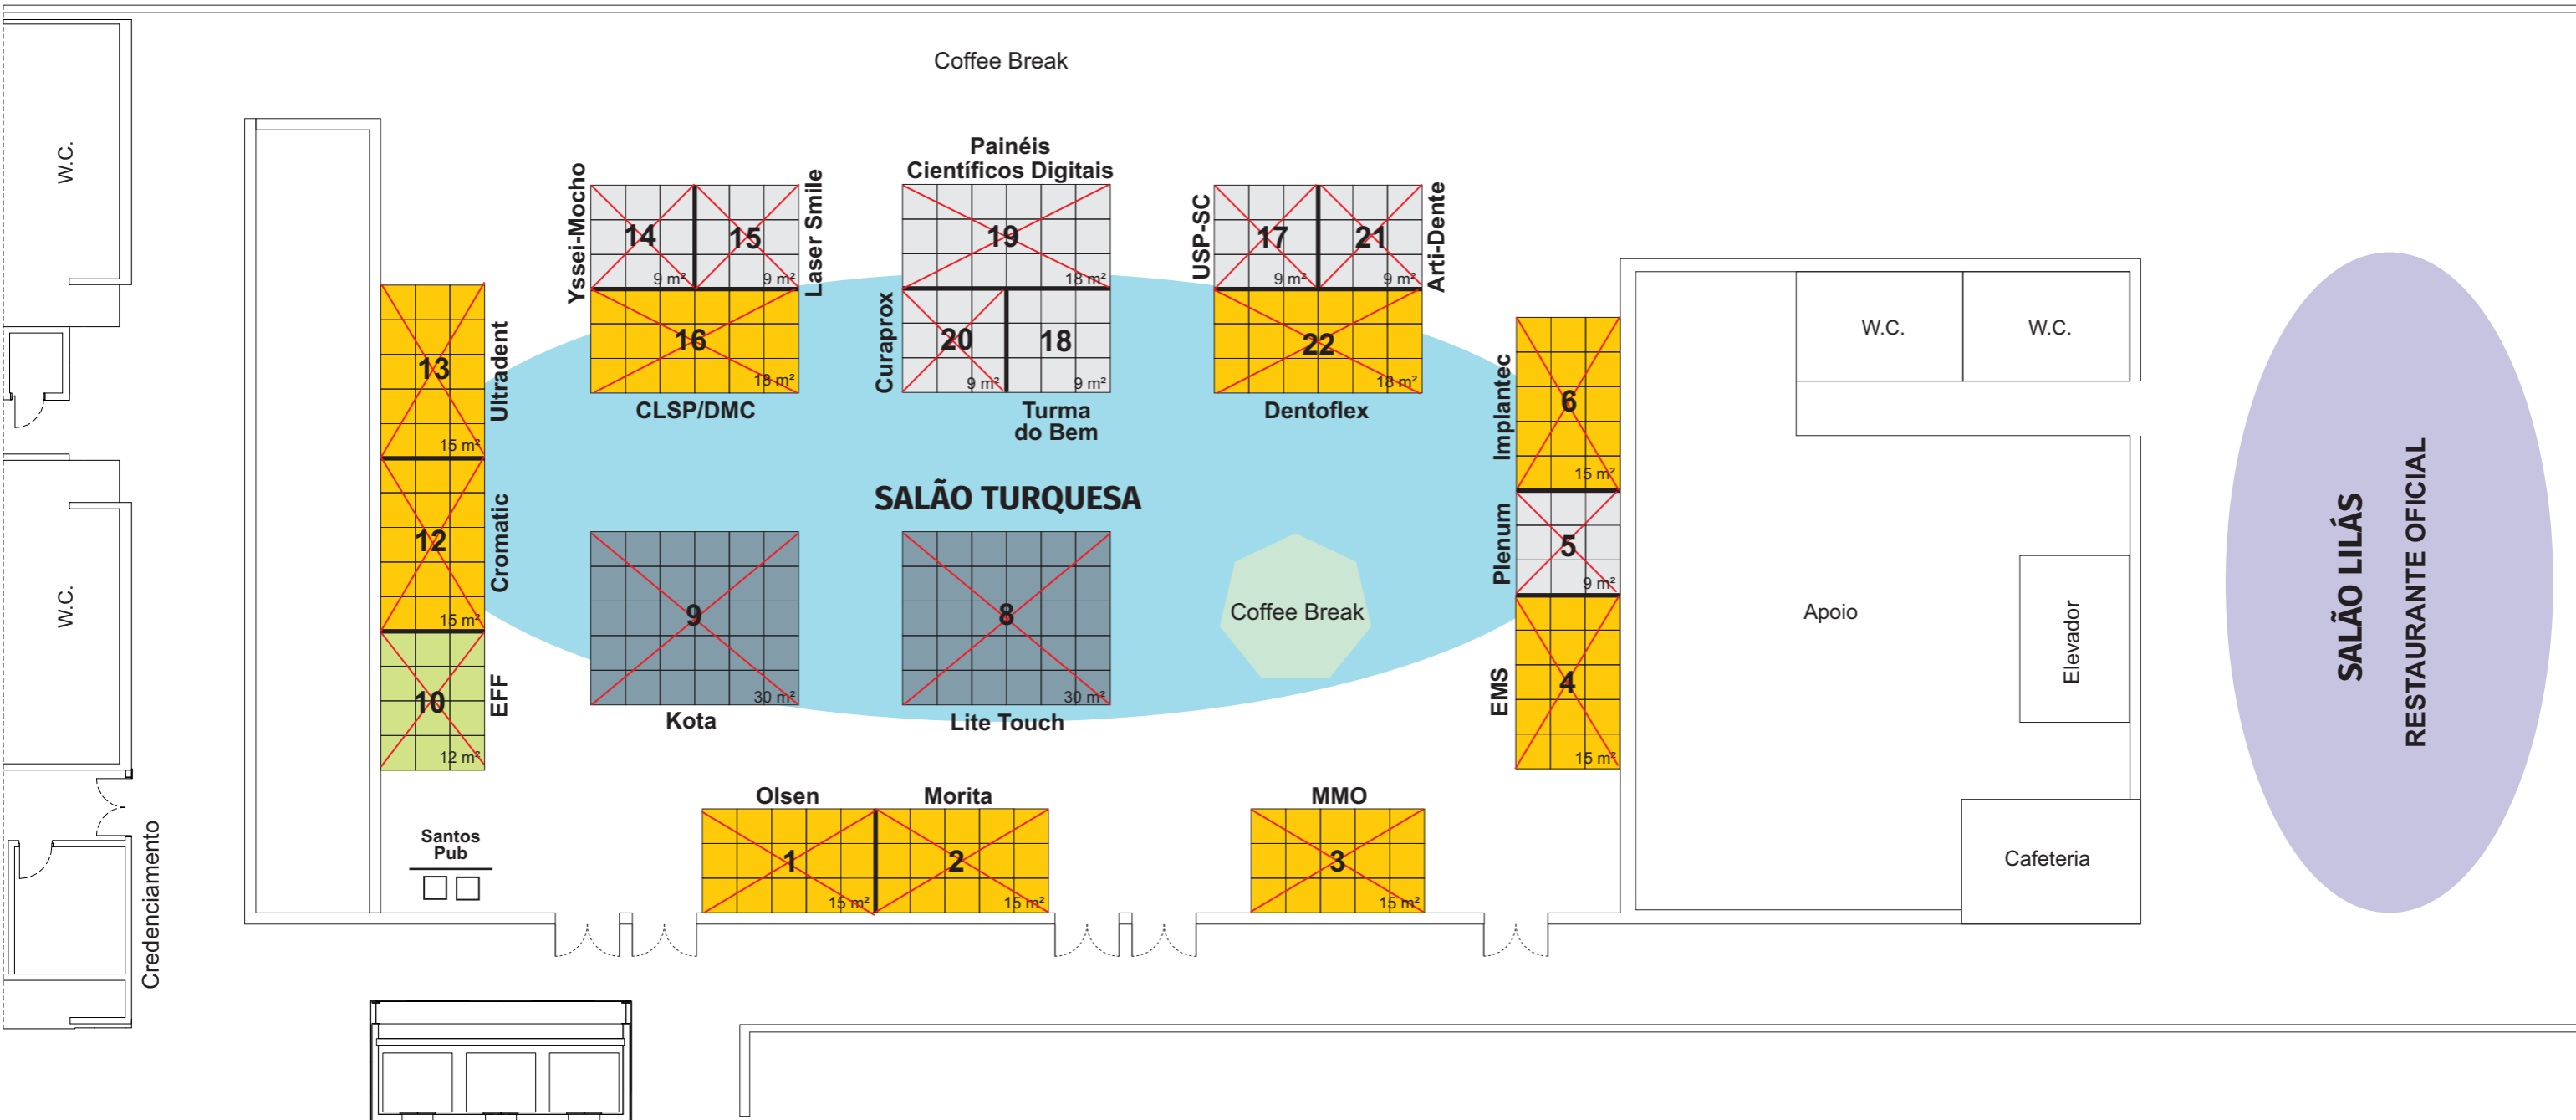 Coffee Break
W.C.
Painéis
Científicos Digitais
Yssei-Mocho
14
9 m²
15
9 m²
Laser Smile
19
18 m²
USP-SC
17
9 m²
21
9 m²
Arti-Dente
16
18 m²
CLSP/DMC
Curaprox
20
9 m²
18
9 m²
Turma
do Bem
22
18 m²
Dentoflex
13
15 m²
Ultradent
12
15 m²
Cromatic
10
12 m²
EFF
SALÃO TURQUESA
9
30 m²
Kota
8
30 m²
Lite Touch
Coffee Break
Implantec
6
15 m²
Plenum
5
9 m²
EMS
4
15 m²
W.C.
W.C.
Apoio
Elevador
Cafeteria
SALÃO LILÁS
RESTAURANTE OFICIAL
W.C.
Credenciamento
Santos
Pub
Olsen
1
15 m²
Morita
2
15 m²
MMO
3
15 m²